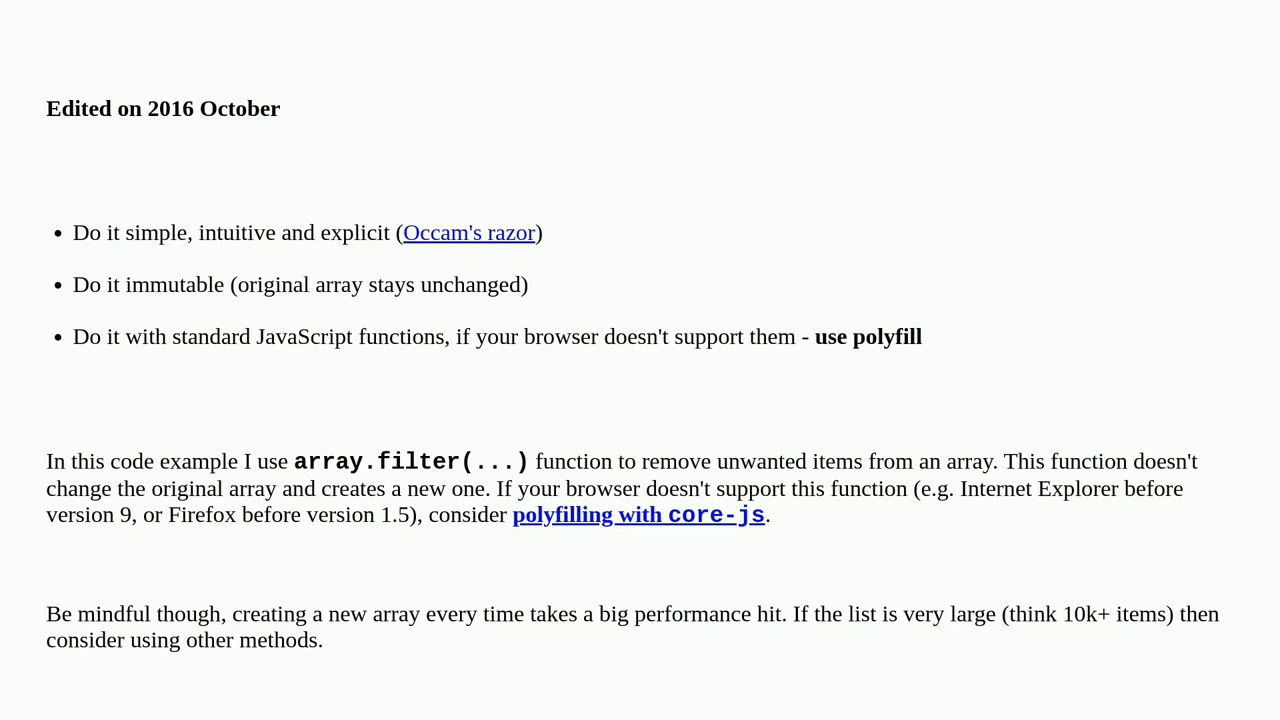 Edited on 2016 October
• Do it simple, intuitive and explicit (Occam's razor)
• Do it immutable (original array stays unchanged)
• Do it with standard JavaScript functions, if your browser doesn't support them - use polyfill
In this code example I use array.filter(...) function to remove unwanted items from an array. This function doesn't
change the original array and creates a new one. If your browser doesn't support this function (e.g. Internet Explorer before
version 9, or Firefox before version 1.5), consider polyfilling with core-js.
Be mindful though, creating a new array every time takes a big performance hit. If the list is very large (think 10k+ items) then
consider using other methods.